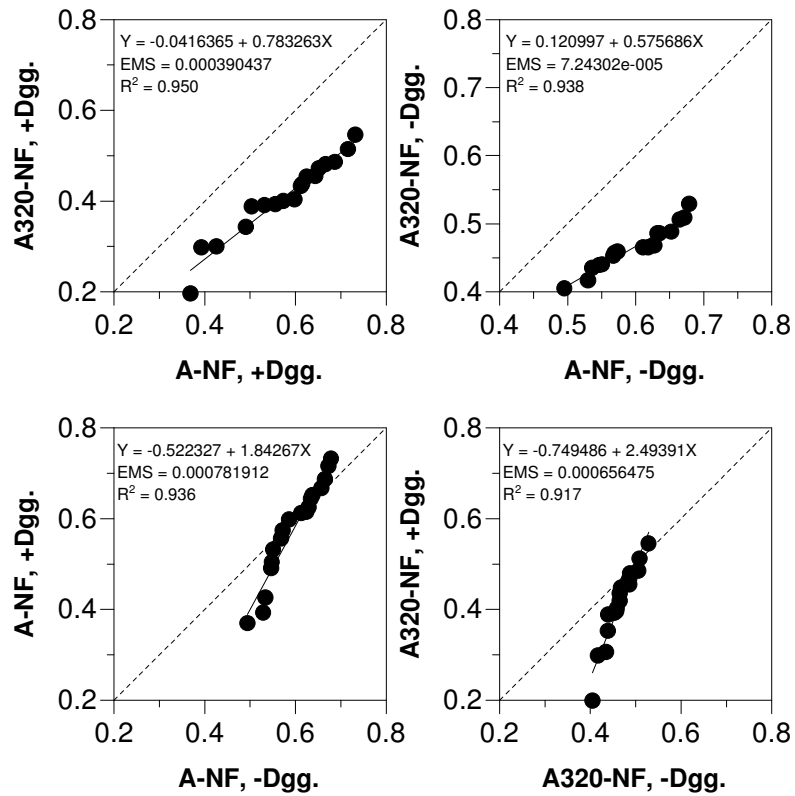 0.8
Y = -0.0416365 + 0.783263X
EMS = 0.000390437
R² = 0.950
0.6
0.4
0.2
A320-NF, +Dgg.
0.2 0.4 0.6 0.8
A-NF, +Dgg.
0.8
Y = 0.120997 + 0.575686X
EMS = 7.24302e-005
R² = 0.938
0.7
0.6
0.5
0.4
A320-NF, -Dgg.
0.4 0.5 0.6 0.7 0.8
A-NF, -Dgg.
0.8
Y = -0.522327 + 1.84267X
EMS = 0.000781912
R² = 0.936
0.6
0.4
0.2
A-NF, +Dgg.
0.2 0.4 0.6 0.8
A-NF, -Dgg.
0.8
Y = -0.749486 + 2.49391X
EMS = 0.000656475
R² = 0.917
0.6
0.4
0.2
A320-NF, +Dgg.
0.2 0.4 0.6 0.8
A320-NF, -Dgg.